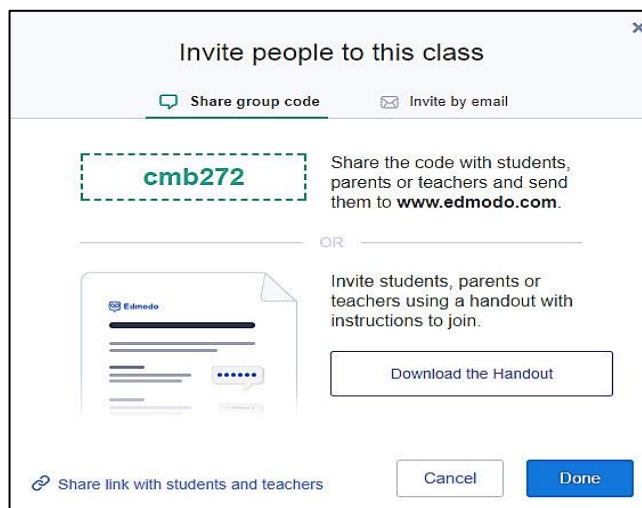 Invite people to this class
Share group code
Invite by email
cmb272
Share the code with students,
parents or teachers and send
them to www.edmodo.com.
OR
Invite students, parents or
teachers using a handout with
instructions to join.
Edmodo
Download the Handout
Share link with students and teachers
Cancel
Done